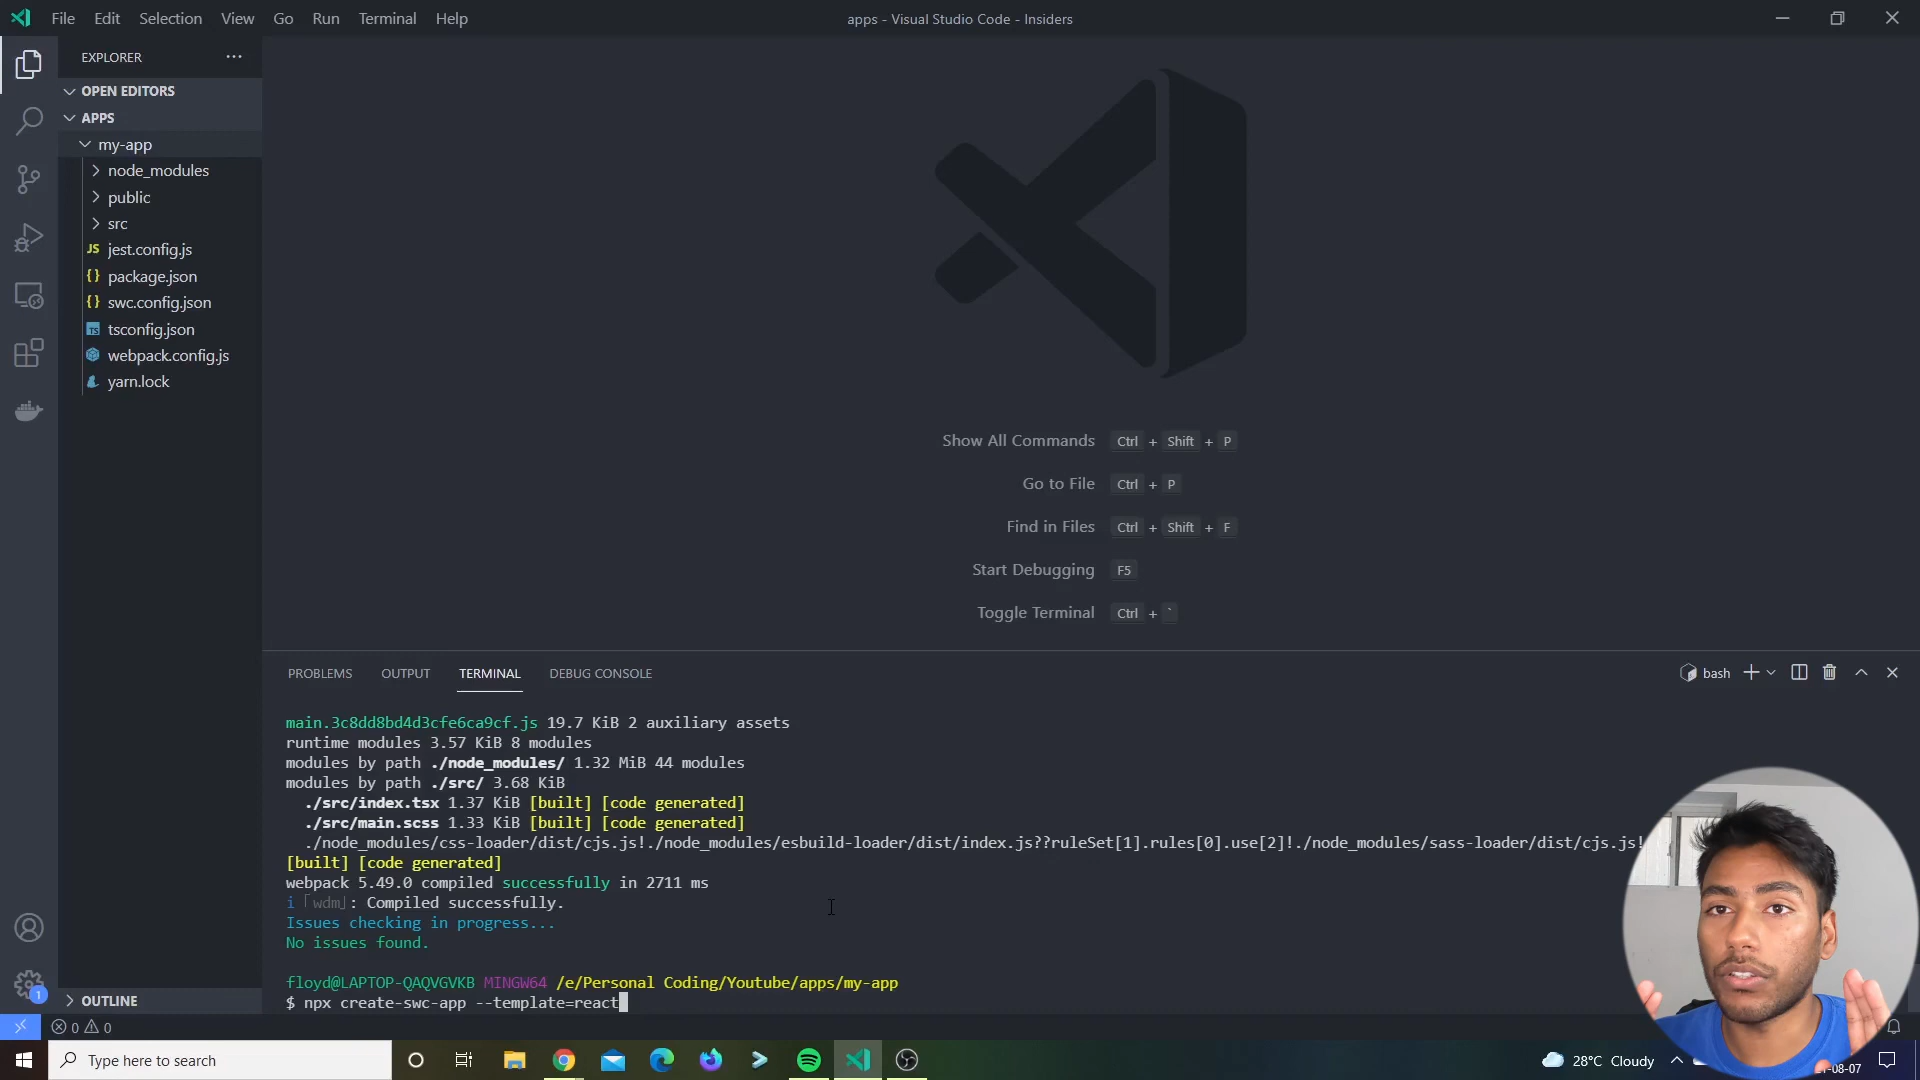 File Edit Selection View Go Run Terminal Help
apps - Visual Studio Code - Insiders
EXPLORER
OPEN EDITORS
APPS
my-app
node_modules
public
src
JS jest.config.js
{} package.json
{} swc.config.json
TS tsconfig.json
webpack.config.js
yarn.lock
OUTLINE
Show All Commands Ctrl + Shift + P
Go to File Ctrl + P
Find in Files Ctrl + Shift + F
Start Debugging F5
Toggle Terminal Ctrl + `
PROBLEMS OUTPUT TERMINAL DEBUG CONSOLE
bash
main.3c8dd8bd4d3cfe6ca9cf.js 19.7 KiB 2 auxiliary assets
runtime modules 3.57 KiB 8 modules
modules by path ./node_modules/ 1.32 MiB 44 modules
modules by path ./src/ 3.68 KiB
./src/index.tsx 1.37 KiB [built] [code generated]
./src/main.scss 1.33 KiB [built] [code generated]
./node_modules/css-loader/dist/cjs.js!./node_modules/esbuild-loader/dist/index.js??ruleSet[1].rules[0].use[2]!./node_modules/sass-loader/dist/cjs.js!
[built] [code generated]
webpack 5.49.0 compiled successfully in 2711 ms
i ｢wdm｣: Compiled successfully.
Issues checking in progress...
No issues found.
floyd@LAPTOP-QAQVGVKB MINGW64 /e/Personal Coding/Youtube/apps/my-app
$ npx create-swc-app --template=react
1
0 0
Type here to search
28°C Cloudy
-08-07